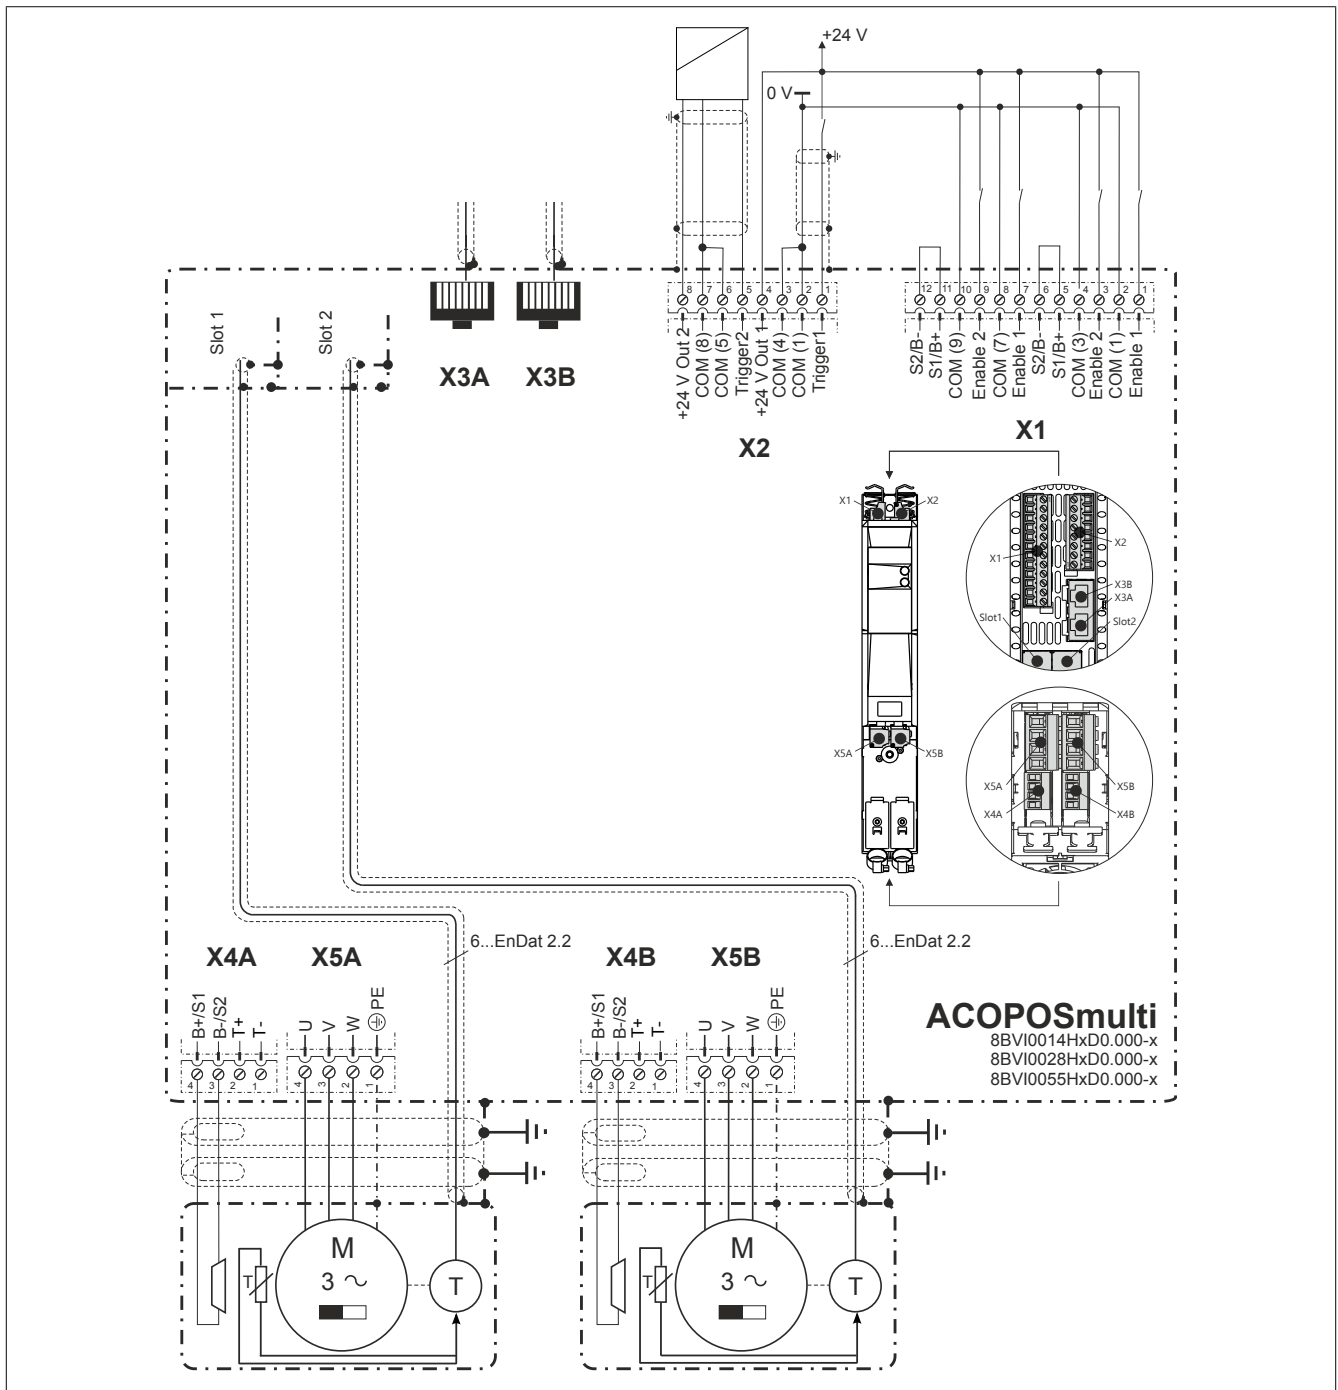 +24 V
0 V
8 7 6 5 4 3 2 1
12 11 10 9 8 7 6 5 4 3 2 1
+24 V Out 2
COM (8)
COM (5)
Trigger2
+24 V Out 1
COM (4)
COM (1)
Trigger1
S2/B-
S1/B+
COM (9)
Enable 2
COM (7)
Enable 1
S2/B-
S1/B+
COM (3)
Enable 2
COM (1)
Enable 1
Slot 1
Slot 2
X3A
X3B
X2
X1
X1
X2
X1
X2
X3B
X3A
Slot1
Slot2
X5A
X5B
X5A
X5B
X4A
X4B
6...EnDat 2.2
6...EnDat 2.2
X4A
X5A
X4B
X5B
B+/S1
B-/S2
T+
T-
U
V
W
PE
B+/S1
B-/S2
T+
T-
U
V
W
PE
4 3 2 1
4 3 2 1
4 3 2 1
4 3 2 1
ACOPOSmulti
8BVI0014HxD0.000-x
8BVI0028HxD0.000-x
8BVI0055HxD0.000-x
M
3 ~
T
T
M
3 ~
T
T